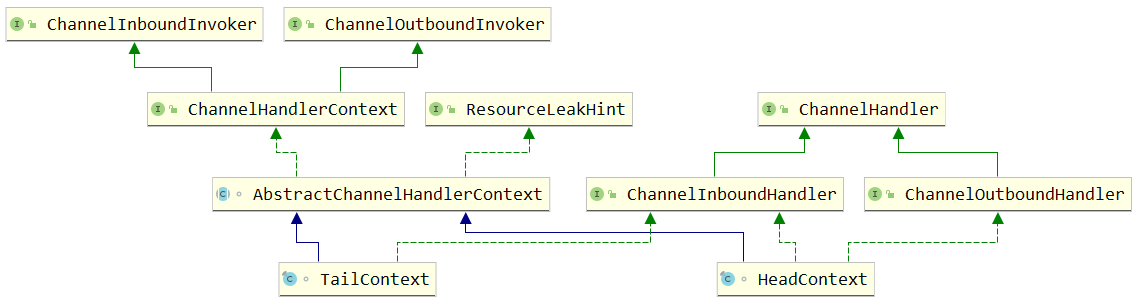 ChannelInboundInvoker
ChannelOutboundInvoker
ChannelHandlerContext
ResourceLeakHint
ChannelHandler
AbstractChannelHandlerContext
ChannelInboundHandler
ChannelOutboundHandler
TailContext
HeadContext